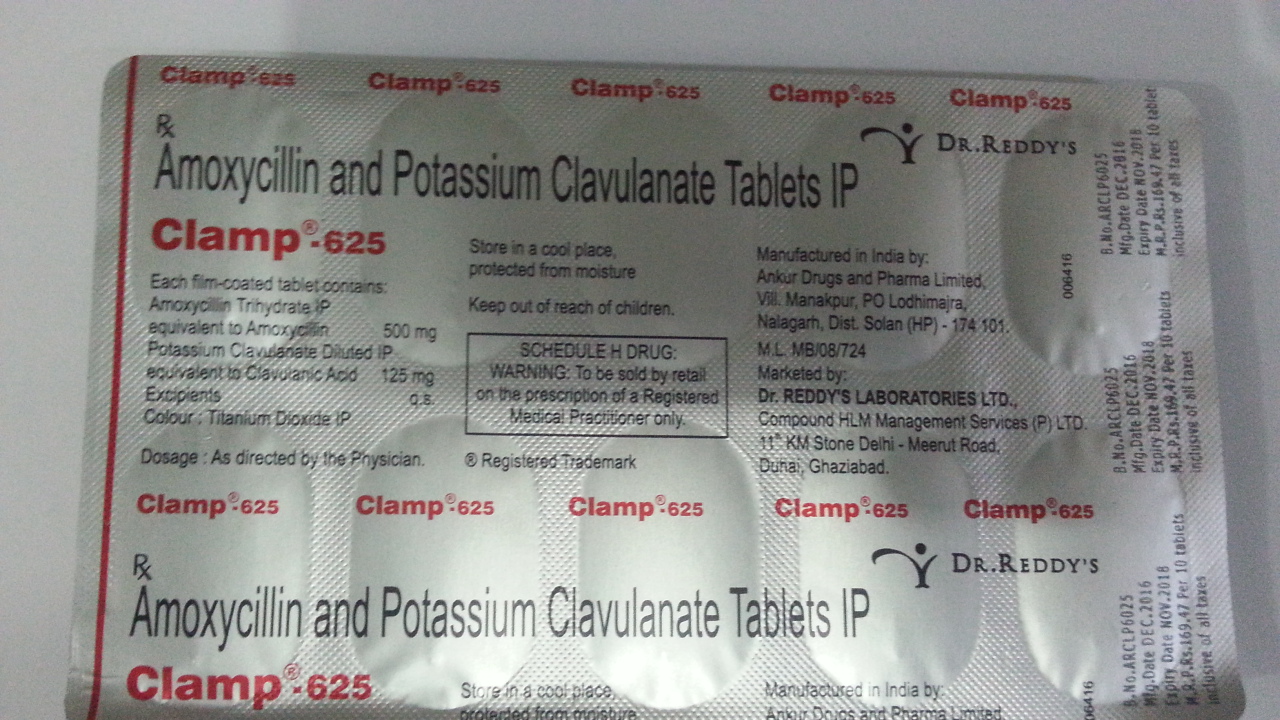 Clamp®-625 Clamp®-625 Clamp®-625 Clamp®-625 Clamp®-625
Rx
DR.REDDY'S
Amoxycillin and Potassium Clavulanate Tablets IP
Clamp®-625
Each film-coated tablet contains:
Amoxycillin Trihydrate IP
equivalent to Amoxycillin 500 mg
Potassium Clavulanate Diluted IP
equivalent to Clavulanic Acid 125 mg
Excipients q.s.
Colour : Titanium Dioxide IP
Dosage : As directed by the Physician.
Store in a cool place,
protected from moisture
Keep out of reach of children.
SCHEDULE H DRUG:
WARNING: To be sold by retail
on the prescription of a Registered
Medical Practitioner only.
® Registered Trademark
Manufactured in India by:
Ankur Drugs and Pharma Limited,
Vill. Manakpur, PO Lodhimajra,
Nalagarh, Dist. Solan (HP) - 174 101.
M.L. MB/08/724
Marketed by:
Dr. REDDY'S LABORATORIES LTD.,
Compound HLM Management Services (P) LTD.
11th KM Stone Delhi - Meerut Road,
Duhai, Ghaziabad.
006416
B.No.ARCLP6025
Mfg.Date DEC.2016
Expiry Date NOV.2018
M.R.P.Rs.169.47 Per 10 tablet
inclusive of all taxes
B.No.ARCLP6025
Mfg.Date DEC.2016
Expiry Date NOV.2018
M.R.P.Rs.169.47 Per 10 tablets
inclusive of all taxes
Clamp®-625 Clamp®-625 Clamp®-625 Clamp®-625 Clamp®-625
Rx
DR.REDDY'S
Amoxycillin and Potassium Clavulanate Tablets IP
Clamp®-625
Store in a cool place,
protected from moisture
Manufactured in India by:
Ankur Drugs and Pharma Limited,
06416
B.No.ARCLP6025
Mfg.Date DEC.2016
Expiry Date NOV.2018
M.R.P.Rs.169.47 Per 10 tablets
inclusive of all taxes